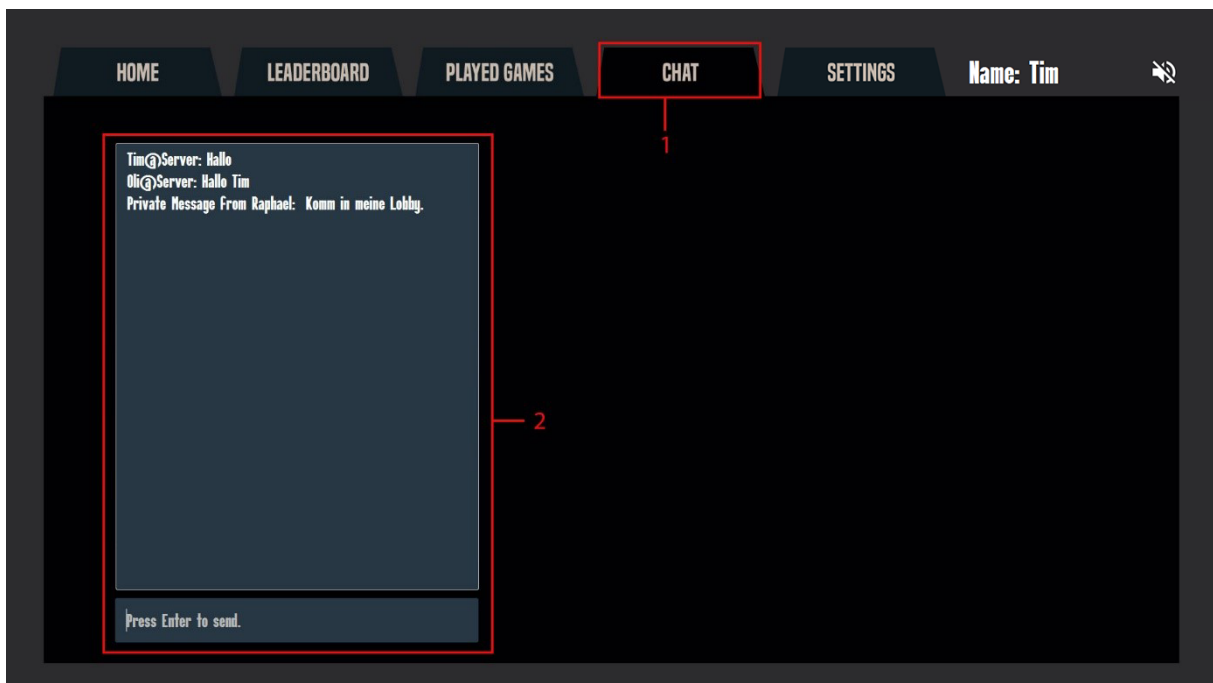 HOME LEADERBOARD PLAYED GAMES CHAT SETTINGS Name: Tim
1
Tim@Server: Hallo
Oli@Server: Hallo Tim
Private Message From Raphael: Komm in meine Lobby.
2
Press Enter to send.